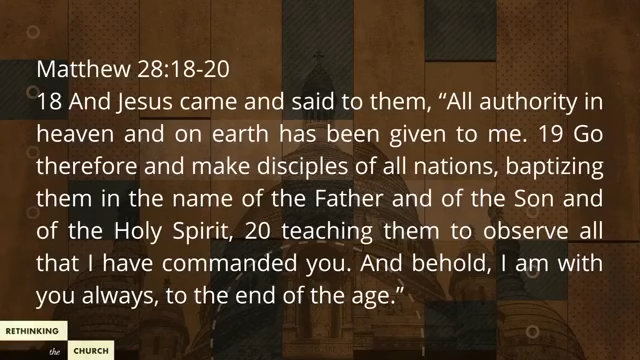 Matthew 28:18-20
18 And Jesus came and said to them, “All authority in
heaven and on earth has been given to me. 19 Go
therefore and make disciples of all nations, baptizing
them in the name of the Father and of the Son and
of the Holy Spirit, 20 teaching them to observe all
that I have commanded you. And behold, I am with
you always, to the end of the age.”
RETHINKING
the CHURCH